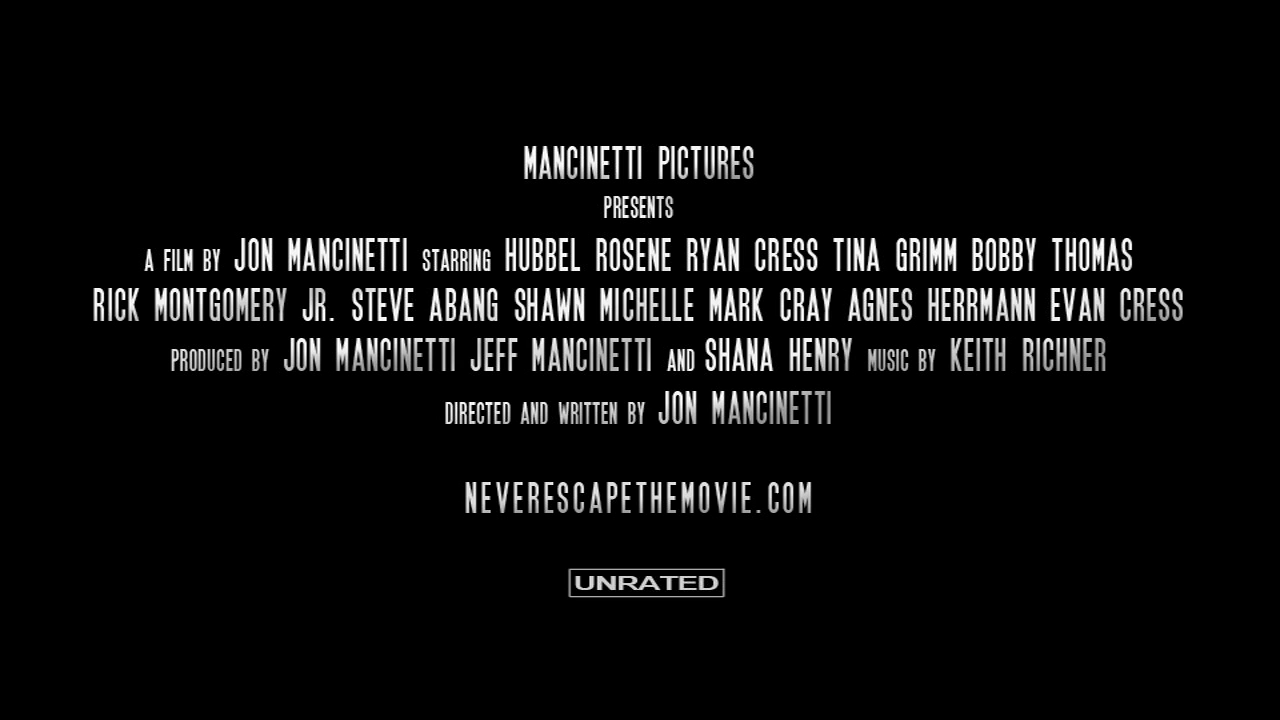 MANCINETTI PICTURES
PRESENTS
A FILM BY JON MANCINETTI STARRING HUBBEL ROSENE RYAN CRESS TINA GRIMM BOBBY THOMAS
RICK MONTGOMERY JR. STEVE ABANG SHAWN MICHELLE MARK CRAY AGNES HERRMANN EVAN CRESS
PRODUCED BY JON MANCINETTI JEFF MANCINETTI AND SHANA HENRY MUSIC BY KEITH RICHNER
DIRECTED AND WRITTEN BY JON MANCINETTI
NEVERESCAPETHEMOVIE.COM
UNRATED